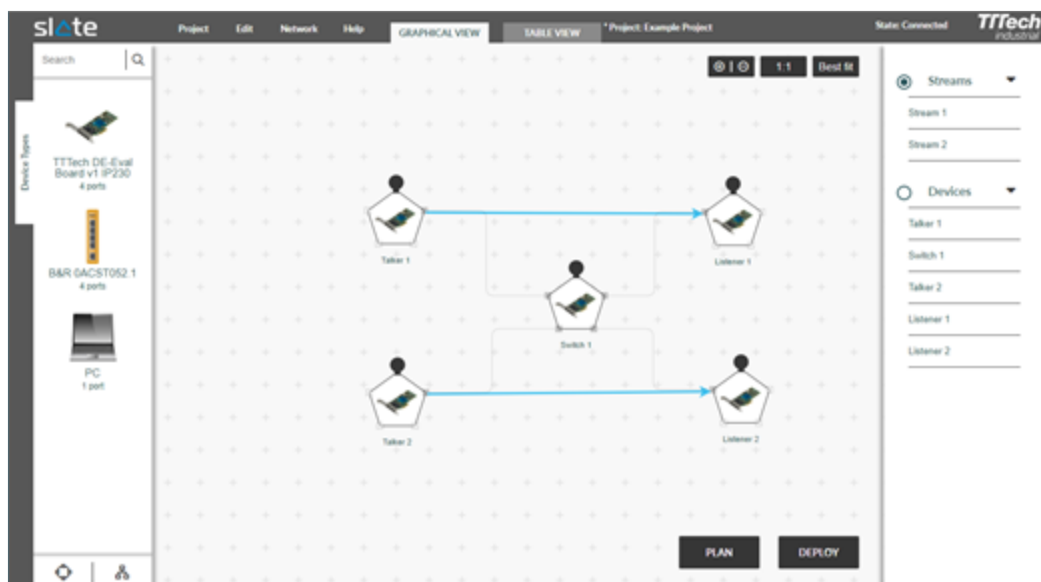 slate
Project
Edit
Network
Help
GRAPHICAL VIEW
TABLE VIEW
* Project: Example Project
State: Connected
TTTech
industrial
Search
Device Types
TTTech DE-Eval
Board v1 IP230
4 ports
B&R 0ACST052.1
4 ports
PC
1 port
1:1
Best fit
Talker 1
Listener 1
Switch 1
Talker 2
Listener 2
PLAN
DEPLOY
Streams
Stream 1
Stream 2
Devices
Talker 1
Switch 1
Talker 2
Listener 1
Listener 2